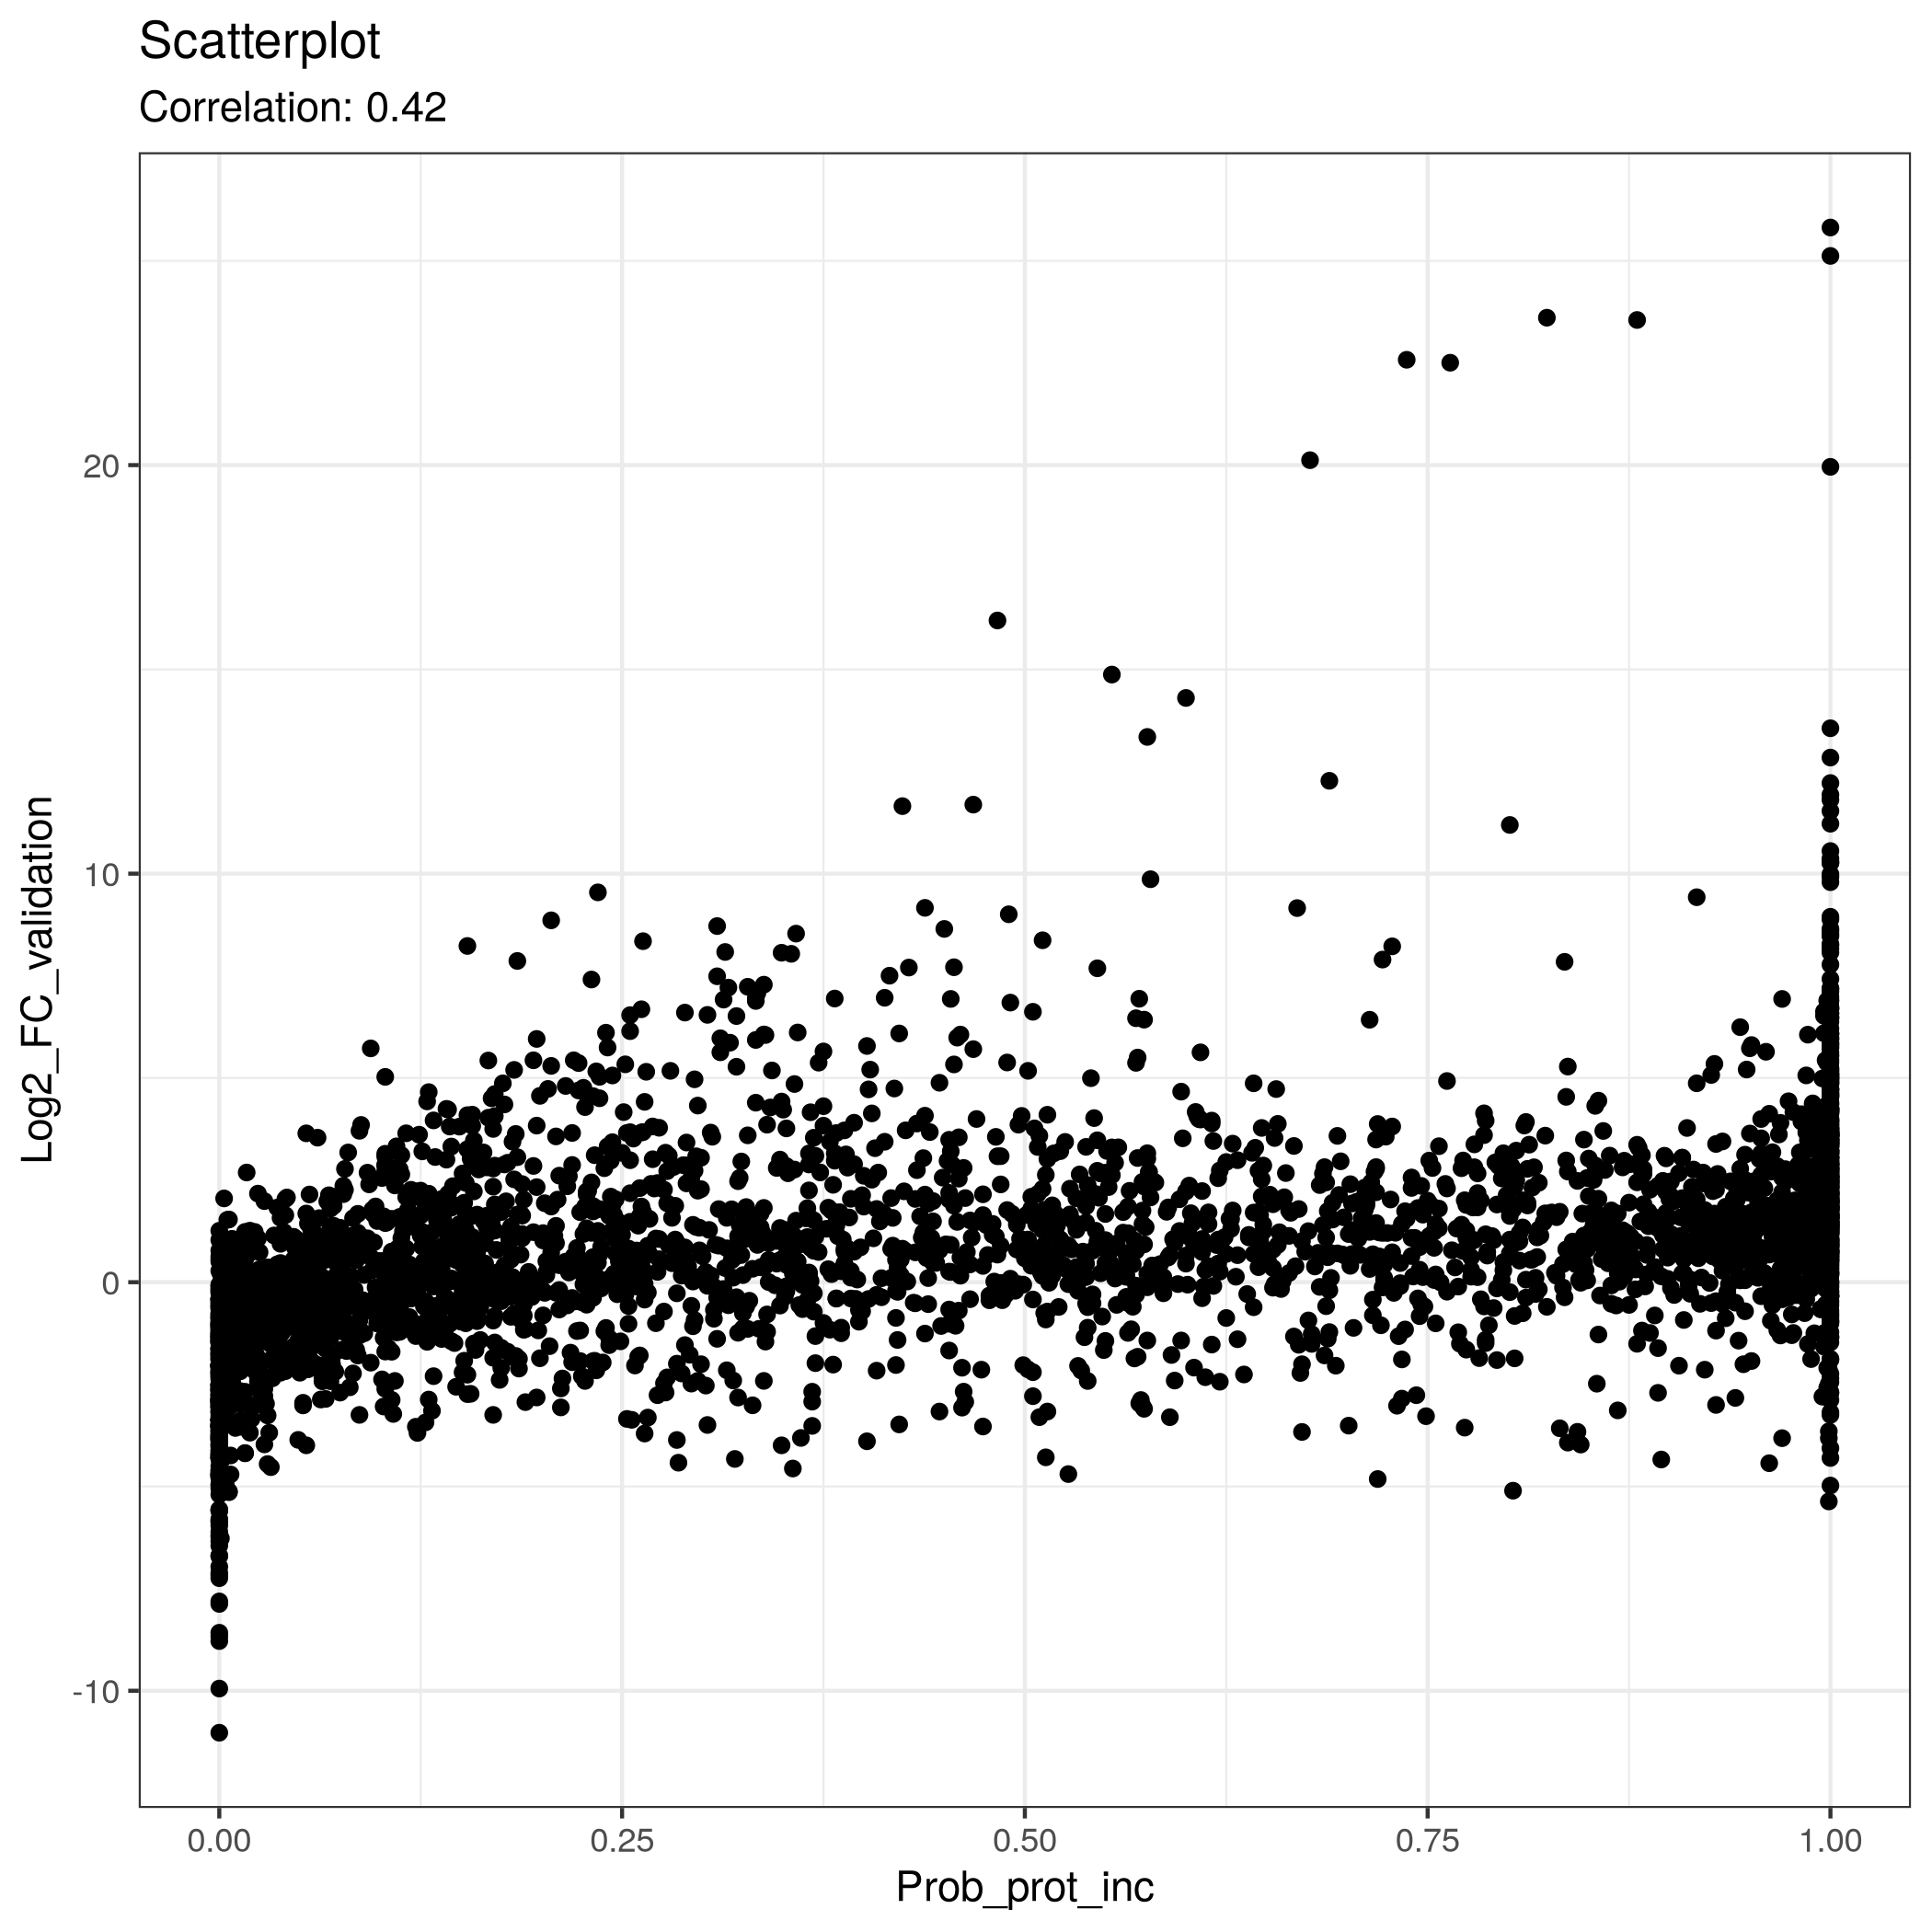 Scatterplot
Correlation: 0.42
Log2_FC_validation
20
10
0
-10
0.00 0.25 0.50 0.75 1.00
Prob_prot_inc